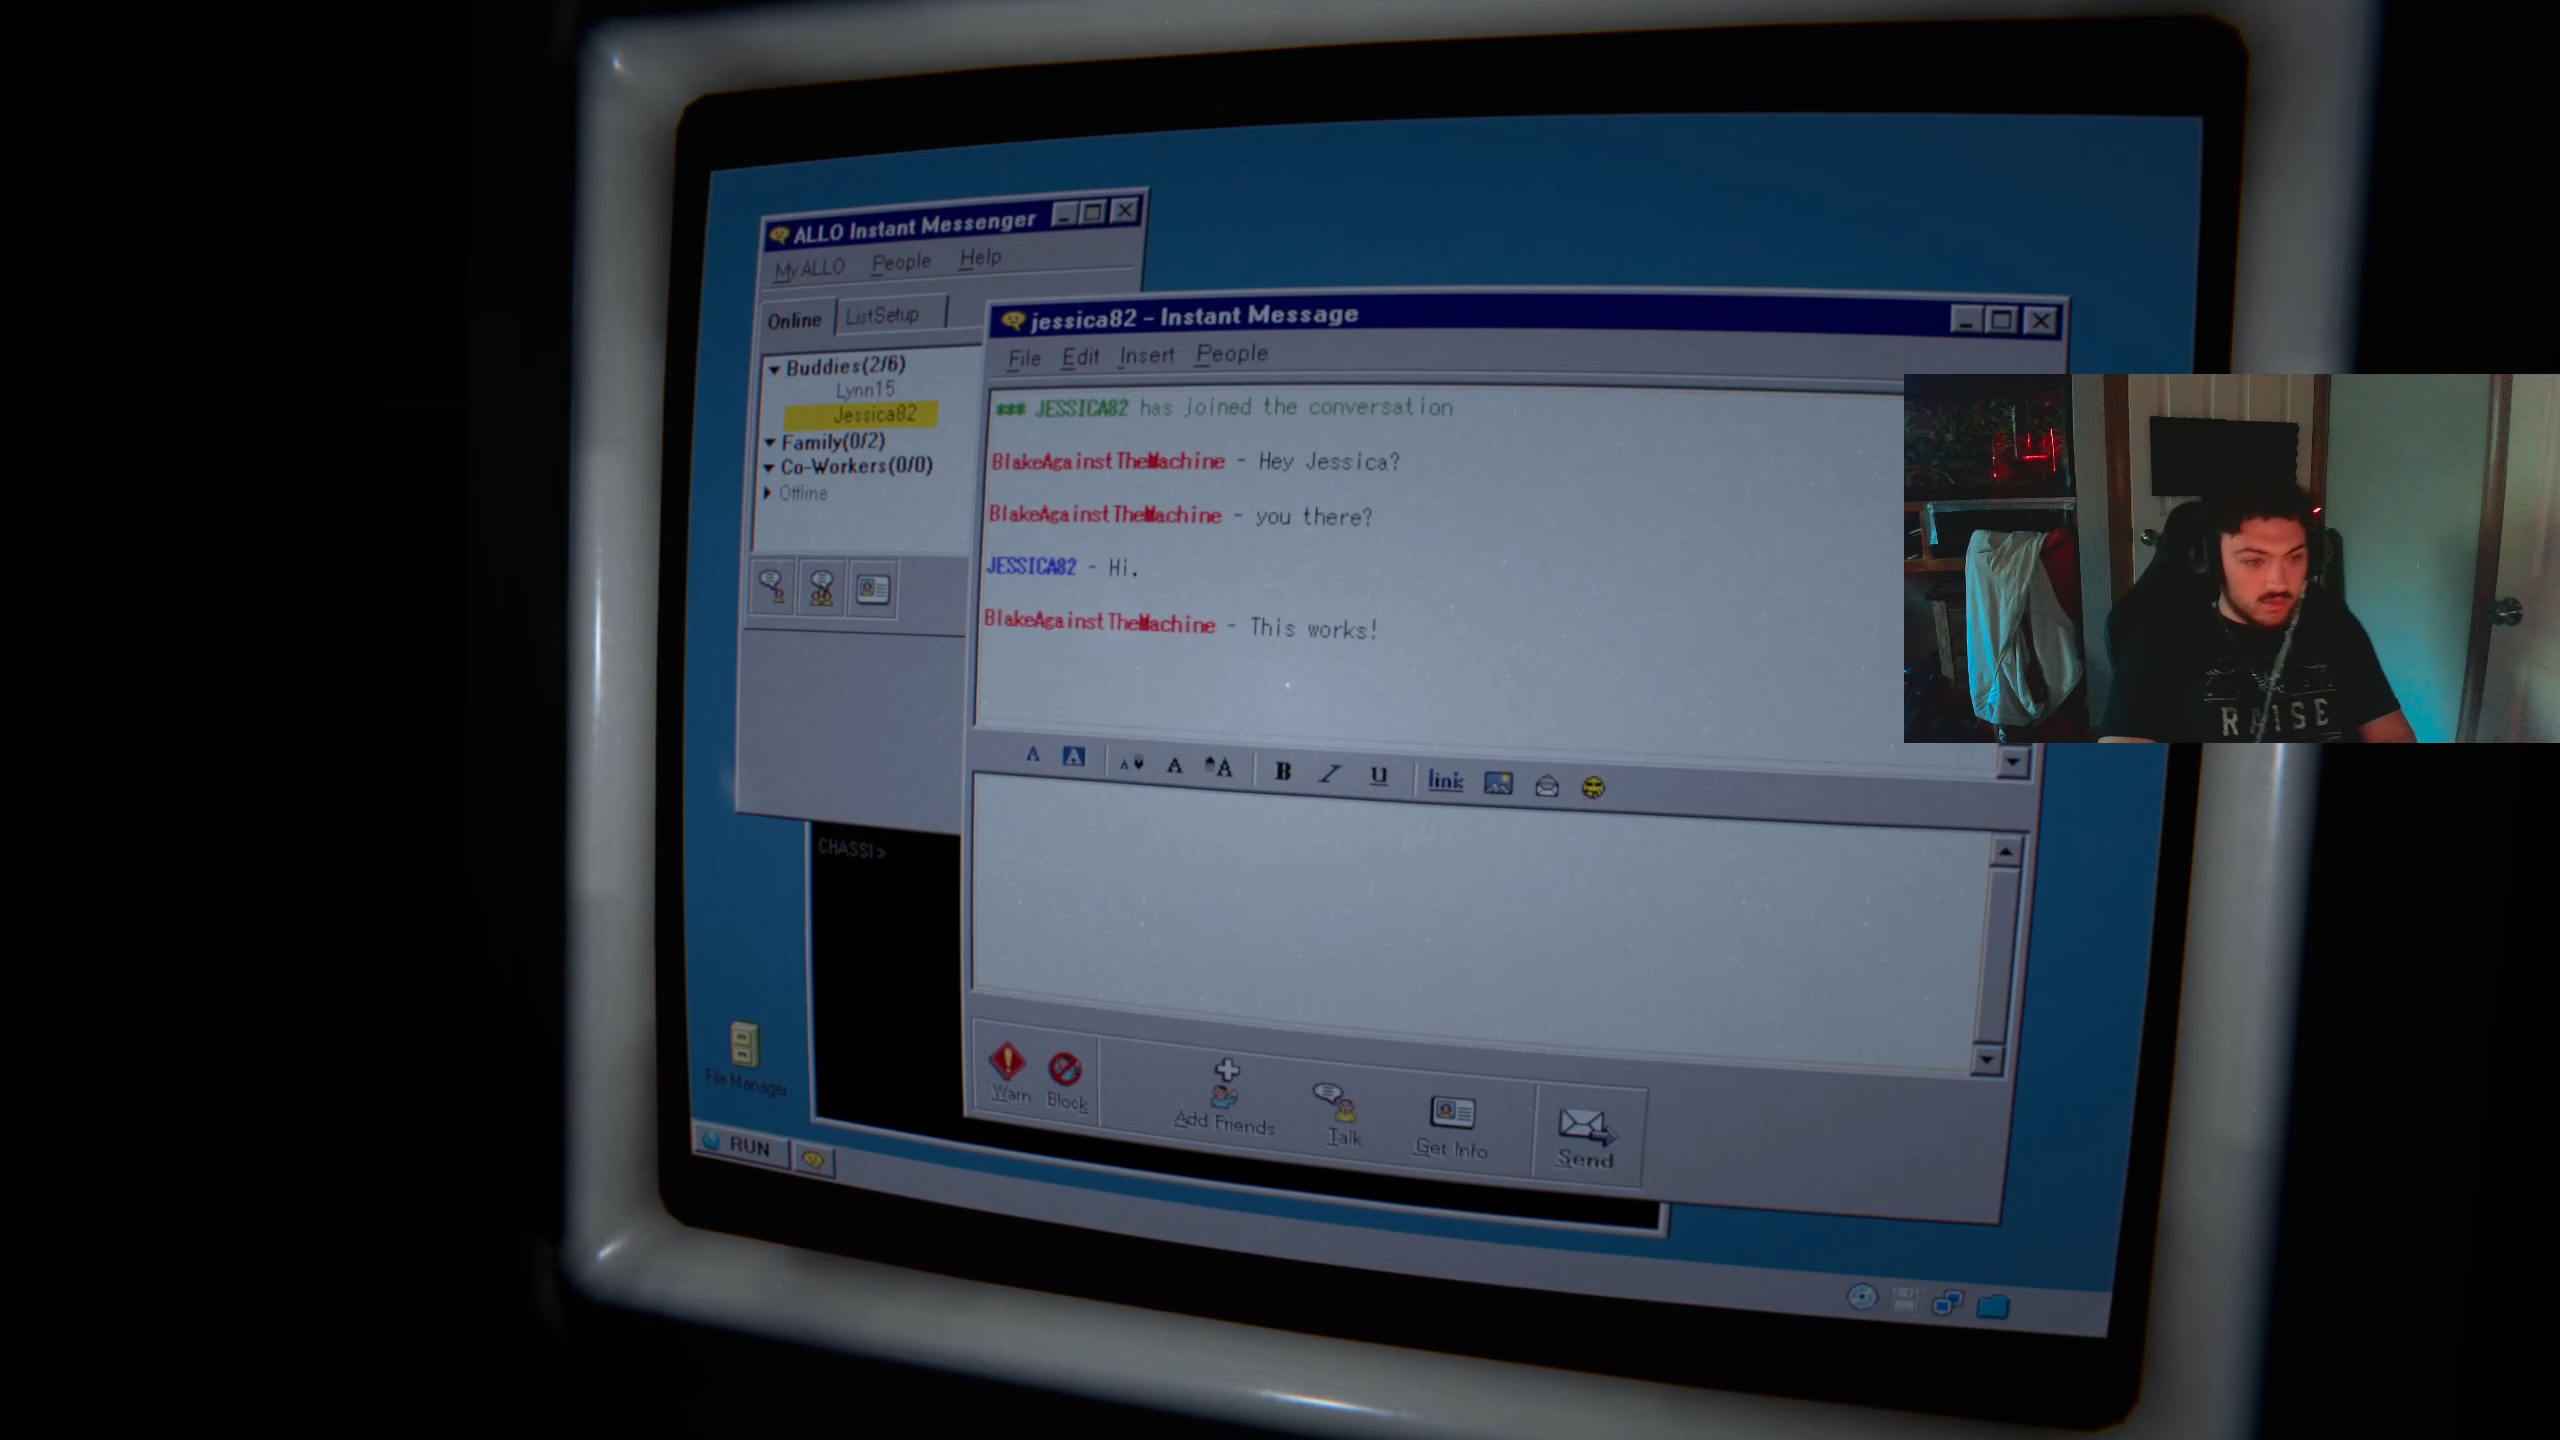 ALLO Instant Messenger
My ALLO People Help
Online ListSetup
Buddies(2/6)
Lynn15
Jessica82
Family(0/2)
Co-Workers(0/0)
Offline
jessica82 - Instant Message
File Edit Insert People
*** JESSICA82 has joined the conversation
BlakeAgainstTheMachine - Hey Jessica?
BlakeAgainstTheMachine - you there?
JESSICA82 - Hi.
BlakeAgainstTheMachine - This works!
A A A A A B I U link
CHASSI>
Warn Block Add Friends Talk Get Info Send
File Manager
RUN
RAISE